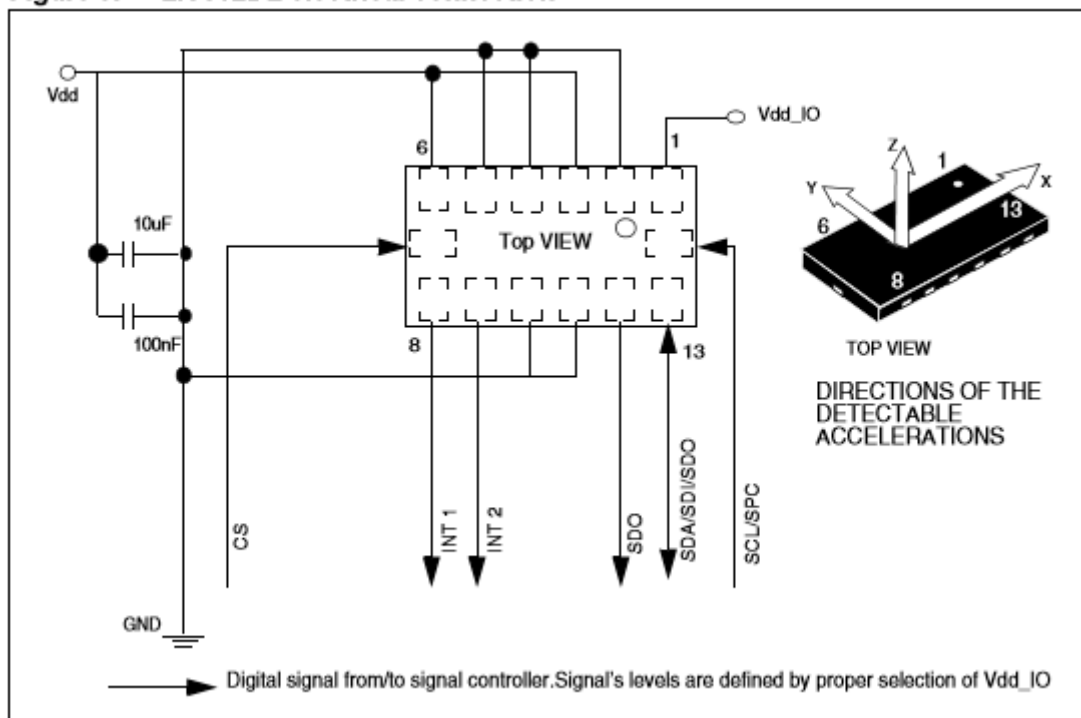 Vdd
Vdd_IO
6
1
10uF
100nF
Top VIEW
8
13
CS
INT 1
INT 2
SDO
SDA/SDI/SDO
SCL/SPC
GND
Z
1
Y
X
6
13
8
TOP VIEW
DIRECTIONS OF THE
DETECTABLE
ACCELERATIONS
Digital signal from/to signal controller.Signal's levels are defined by proper selection of Vdd_IO